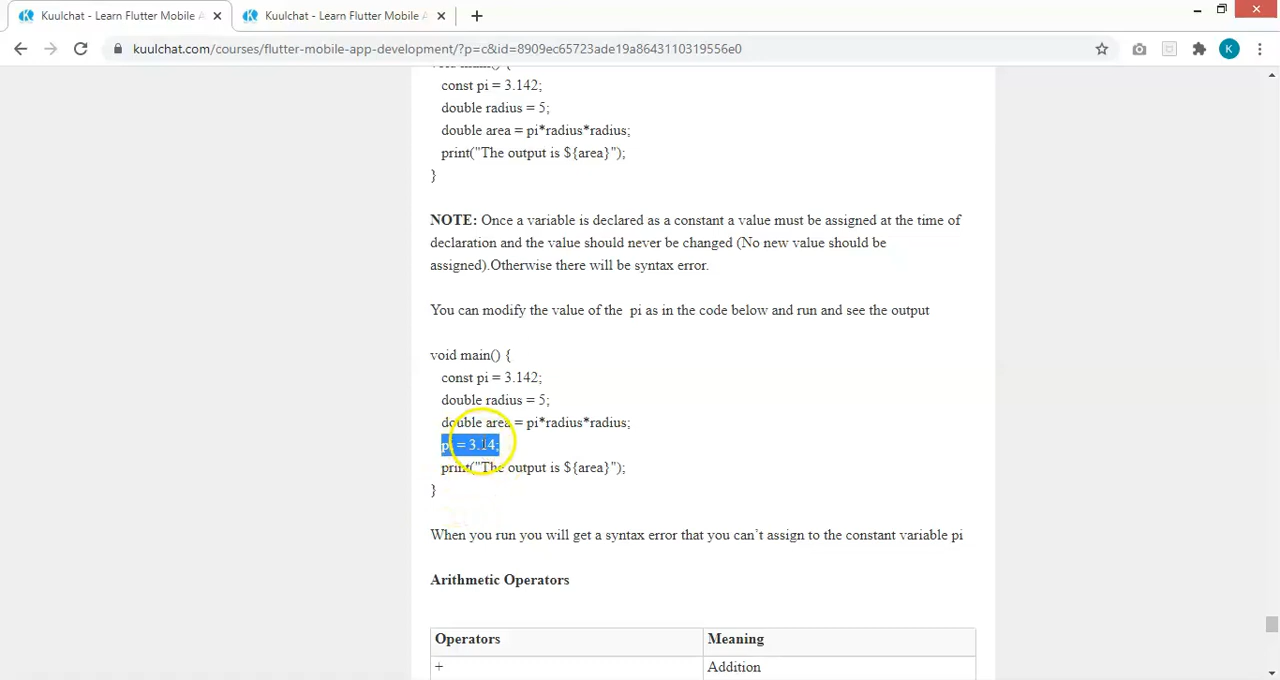 Kuulchat - Learn Flutter Mobile A
Kuulchat - Learn Flutter Mobile A
kuulchat.com/courses/flutter-mobile-app-development/?p=c&id=8909ec65723ade19a8643110319556e0
K
void main() {
const pi = 3.142;
double radius = 5;
double area = pi*radius*radius;
print("The output is ${area}");
}
NOTE: Once a variable is declared as a constant a value must be assigned at the time of
declaration and the value should never be changed (No new value should be
assigned).Otherwise there will be syntax error.
You can modify the value of the  pi as in the code below and run and see the output
void main() {
const pi = 3.142;
double radius = 5;
double area = pi*radius*radius;
pi = 3.14;
print("The output is ${area}");
}
When you run you will get a syntax error that you can’t assign to the constant variable pi
Arithmetic Operators
Operators Meaning
+ Addition